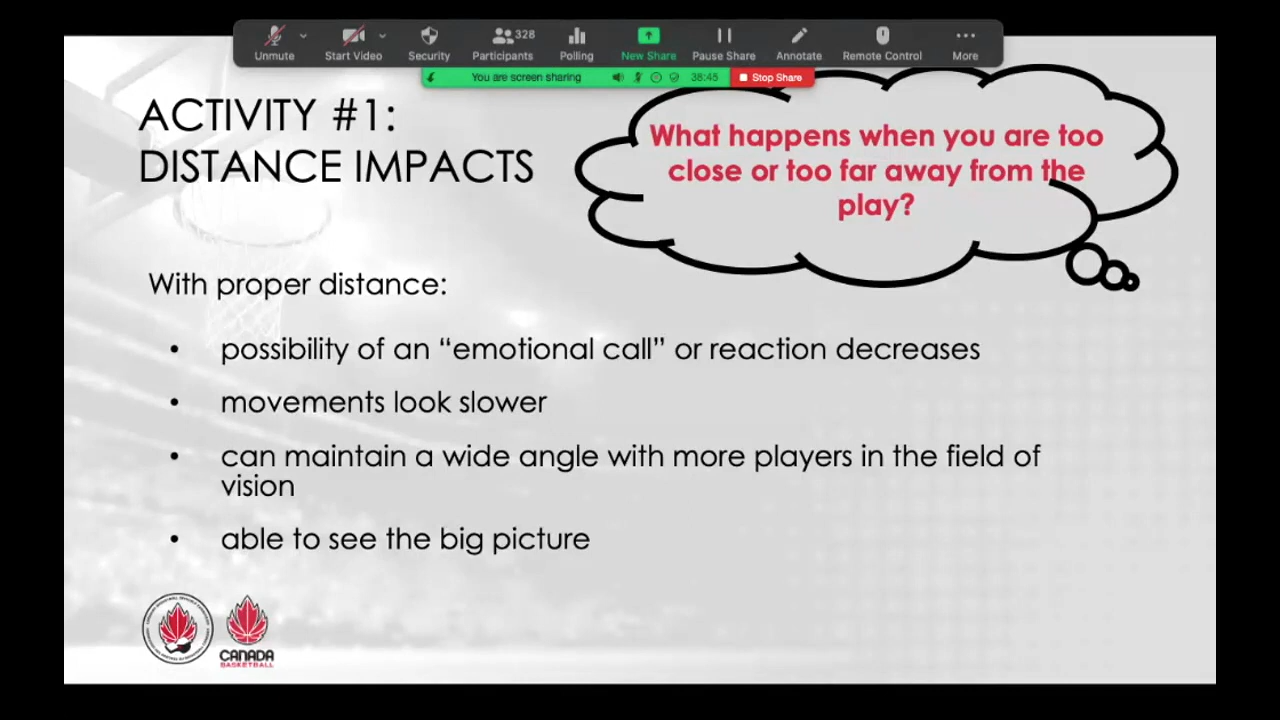 328
Unmute
Start Video
Security
Participants
Polling
New Share
Pause Share
Annotate
Remote Control
More
You are screen sharing
38:45
Stop Share
ACTIVITY #1:
DISTANCE IMPACTS
What happens when you are too
close or too far away from the
play?
With proper distance:
• possibility of an “emotional call” or reaction decreases
• movements look slower
• can maintain a wide angle with more players in the field of
vision
• able to see the big picture
CANADA
BASKETBALL